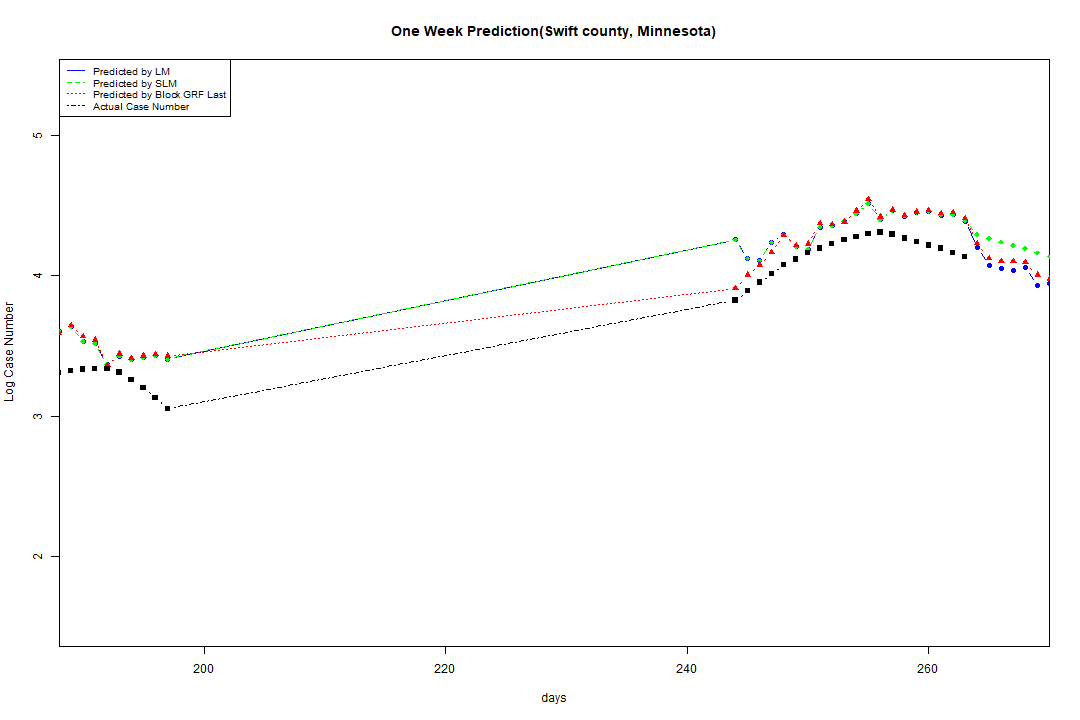 One Week Prediction(Swift county, Minnesota)
Predicted by LM
Predicted by SLM
Predicted by Block GRF Last
Actual Case Number
5
4
3
2
Log Case Number
200
220
240
260
days